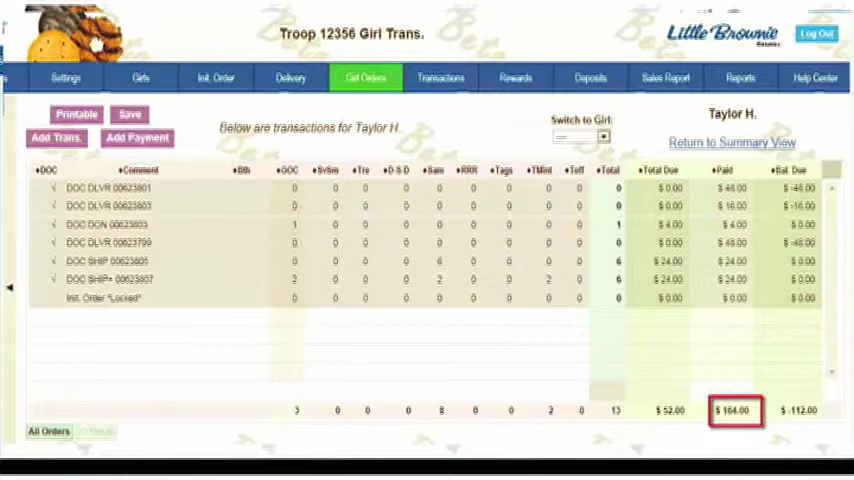 Troop 12356 Girl Trans.
Little Brownie
Bakers
Log Out
Settings Girls Init. Order Delivery Girl Orders Transactions Rewards Deposits Sales Report Reports Help Center
Printable Save
Add Trans. Add Payment
Below are transactions for Taylor H.
Switch to Girl:
Taylor H.
Return to Summary View
DOC Comment Bth GOC SvSm Tre D-S-D Sam RRR Tags TMint Toff Total Total Due Paid Bal. Due
√ DOC DLVR 00623801 0 0 0 0 0 0 0 0 0 0 $ 0.00 $ 48.00 $ -48.00
√ DOC DLVR 00623803 0 0 0 0 0 0 0 0 0 0 $ 0.00 $ 16.00 $ -16.00
√ DOC DON 00623803 1 0 0 0 0 0 0 0 0 1 $ 4.00 $ 4.00 $ 0.00
√ DOC DLVR 00623799 0 0 0 0 0 0 0 0 0 0 $ 0.00 $ 48.00 $ -48.00
√ DOC SHIP 00623805 0 0 0 0 6 0 0 0 0 6 $ 24.00 $ 24.00 $ 0.00
√ DOC SHIP+ 00623807 2 0 0 0 2 0 0 2 0 6 $ 24.00 $ 24.00 $ 0.00
Init. Order *Locked* 0 0 0 0 0 0 0 0 0 0 $ 0.00 $ 0.00 $ 0.00
3 0 0 0 8 0 0 2 0 13 $ 52.00 $ 164.00 $ -112.00
All Orders